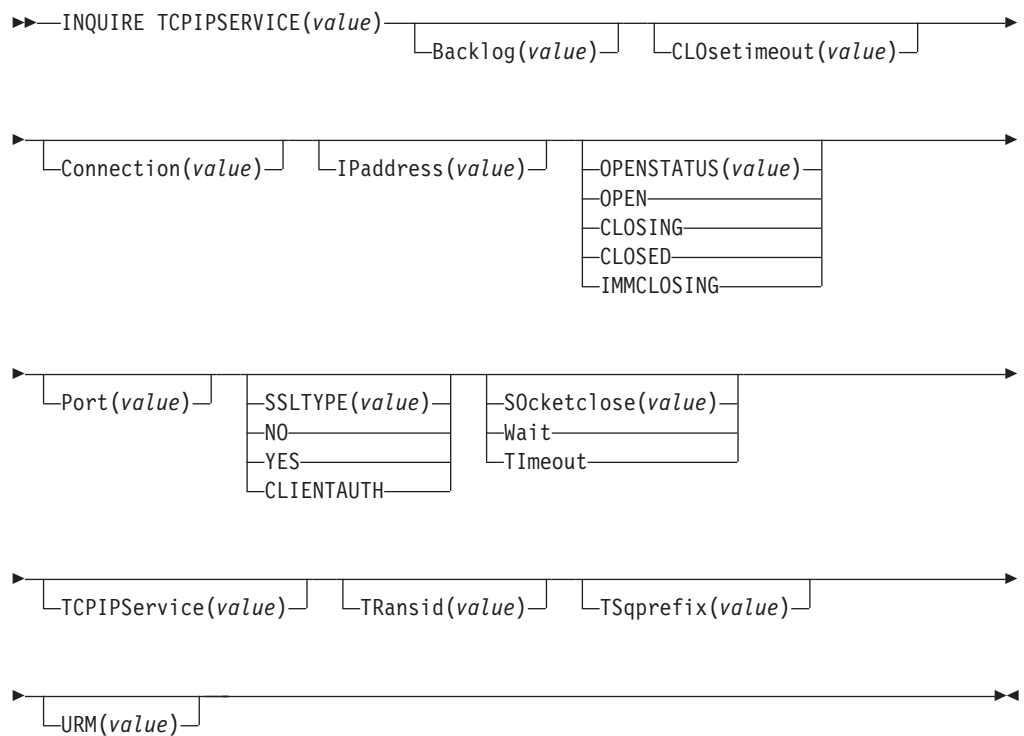 INQUIRE TCPIPSERVICE(value)
Backlog(value) CLOsetimeout(value)
Connection(value) IPaddress(value) OPENSTATUS(value)
OPEN
CLOSING
CLOSED
IMMCLOSING
Port(value) SSLTYPE(value) SOcketclose(value)
NO Wait
YES TImeout
CLIENTAUTH
TCPIPService(value) TRansid(value) TSqprefix(value)
URM(value)